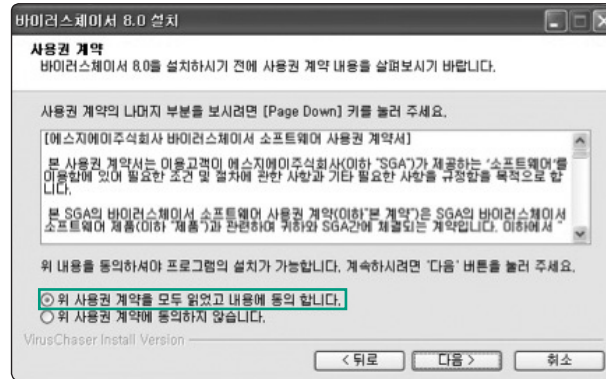 바이러스체이서 8.0 설치
사용권 계약
바이러스체이서 8.0을 설치하시기 전에 사용권 계약 내용을 살펴보시기 바랍니다.
사용권 계약의 나머지 부분을 보시려면 [Page Down] 키를 눌러 주세요.
[에스지에이주식회사 바이러스체이서 소프트웨어 사용권 계약서]
본 사용권 계약서는 이용고객이 에스지에이주식회사(이하 "SGA")가 제공하는 '소프트웨어'를
이용함에 있어 필요한 조건 및 절차에 관한 사항과 기타 필요한 사항을 규정함을 목적으로 합
니다.
본 SGA의 바이러스체이서 소프트웨어 사용권 계약(이하"본 계약")은 SGA의 바이러스체이서
소프트웨어 제품(이하 "제품")과 관련하여 귀하와 SGA간에 체결되는 계약입니다. 이하에서 "
위 내용을 동의하셔야 프로그램의 설치가 가능합니다. 계속하시려면 '다음' 버튼을 눌러 주세요.
위 사용권 계약을 모두 읽었고 내용에 동의 합니다.
위 사용권 계약에 동의하지 않습니다.
VirusChaser Install Version
< 뒤로 다음 > 취소